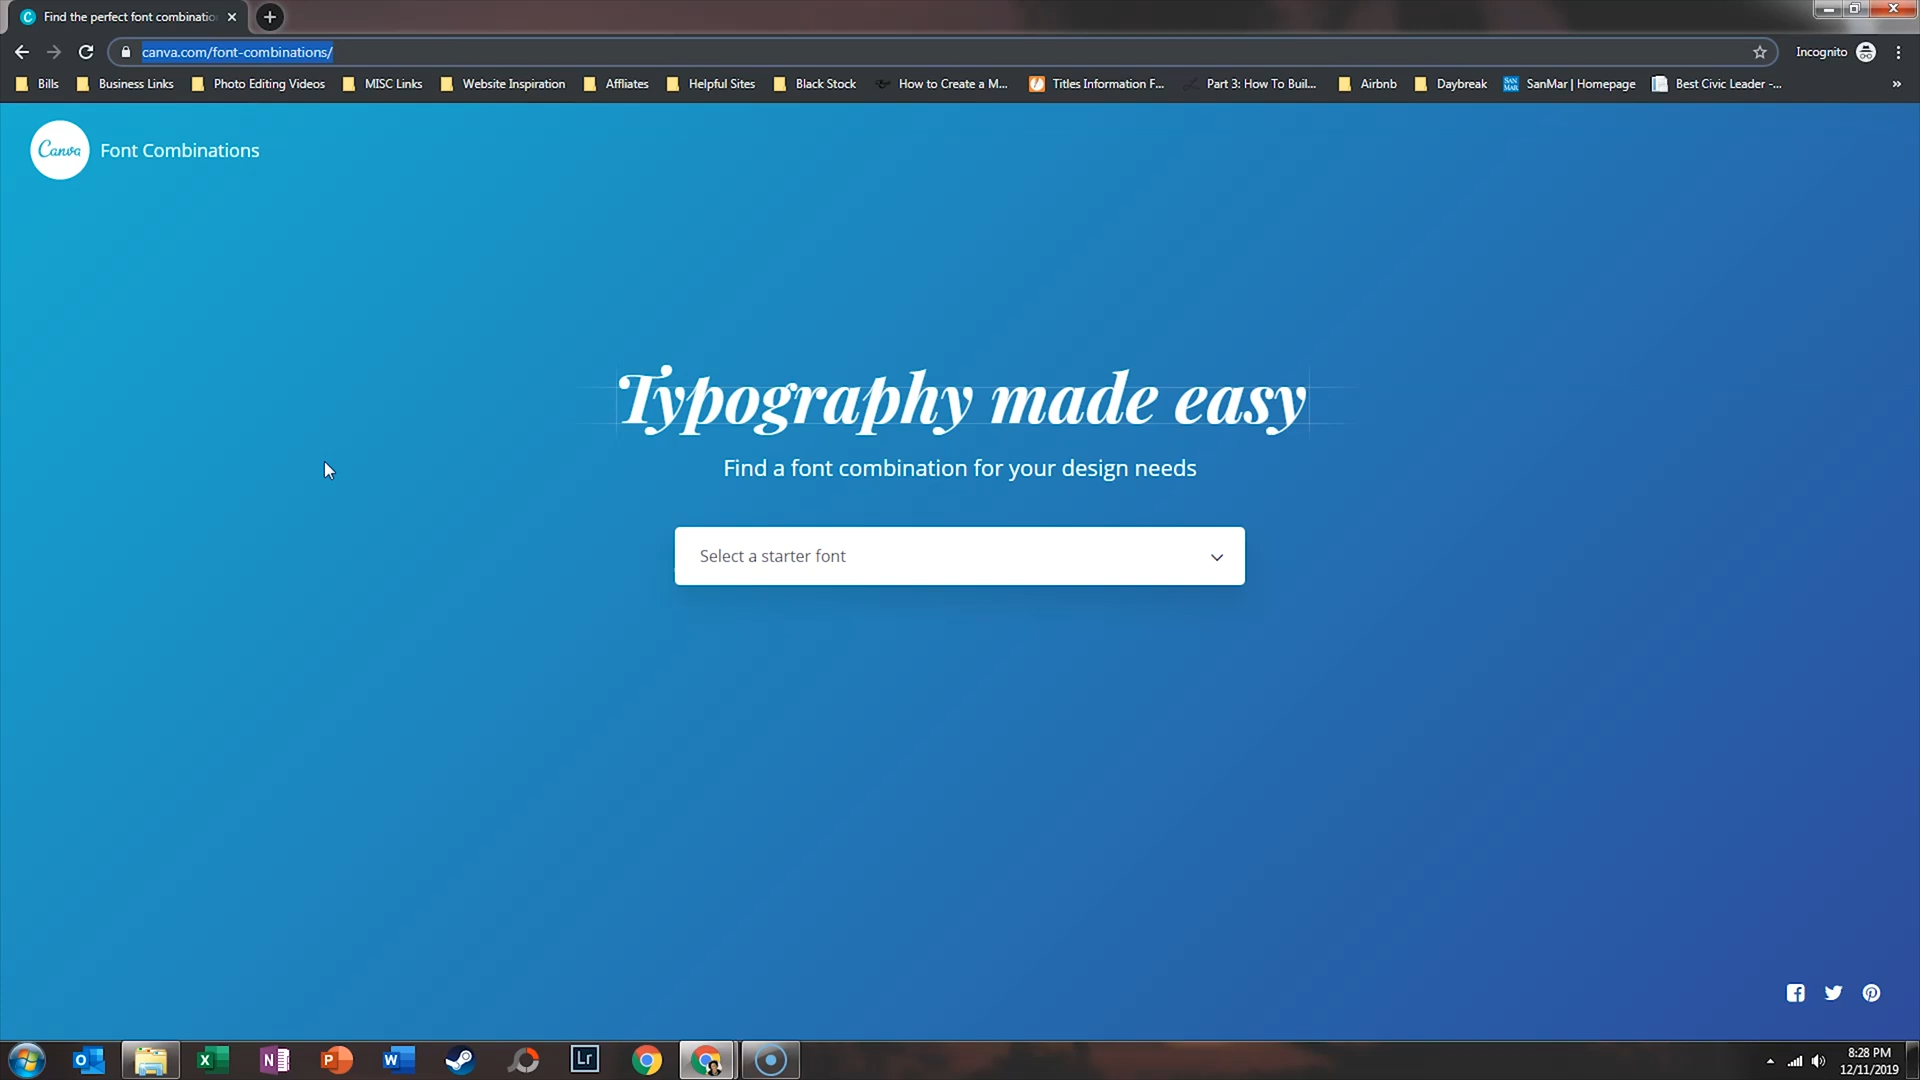 Find the perfect font combinatio
canva.com/font-combinations/
Incognito
Bills
Business Links
Photo Editing Videos
MISC Links
Website Inspiration
Affliates
Helpful Sites
Black Stock
How to Create a M...
Titles Information F...
Part 3: How To Buil...
Airbnb
Daybreak
SAN MAR
SanMar | Homepage
Best Civic Leader -...
»
Canva
Font Combinations
Typography made easy
Find a font combination for your design needs
Select a starter font
Lr
8:28 PM
12/11/2019